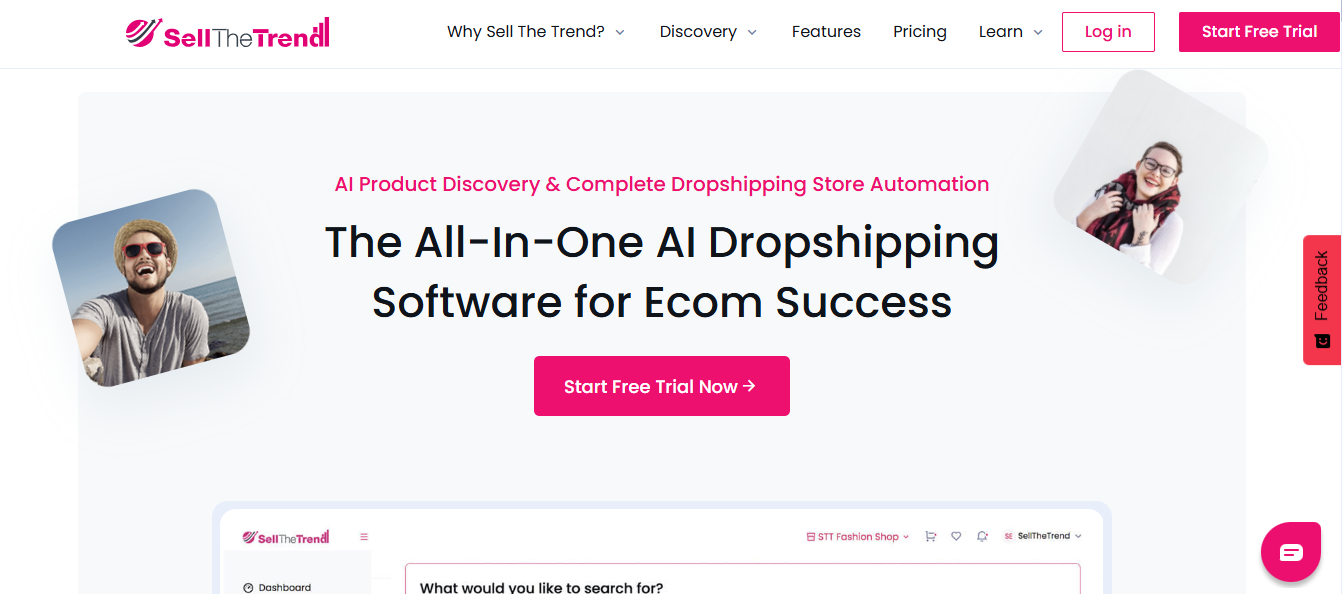 SellTheTrend
Why Sell The Trend?
Discovery
Features
Pricing
Learn
Log in
Start Free Trial
AI Product Discovery & Complete Dropshipping Store Automation
The All-In-One AI Dropshipping
Software for Ecom Success
Start Free Trial Now →
Feedback
SellTheTrend
STT Fashion Shop
SE
SellTheTrend
Dashboard
What would you like to search for?